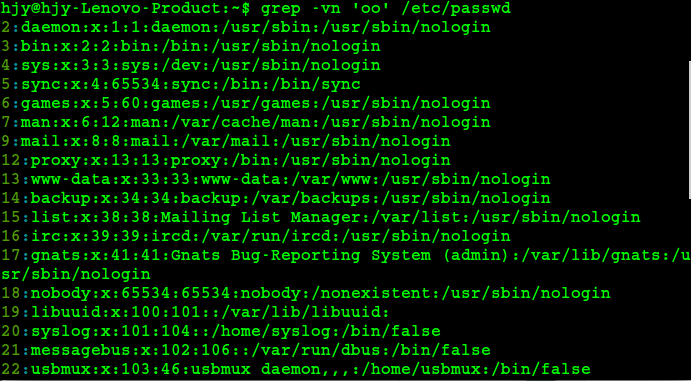 hjy@hjy-Lenovo-Product:~$ grep -vn 'oo' /etc/passwd
2:daemon:x:1:1:daemon:/usr/sbin:/usr/sbin/nologin
3:bin:x:2:2:bin:/bin:/usr/sbin/nologin
4:sys:x:3:3:sys:/dev:/usr/sbin/nologin
5:sync:x:4:65534:sync:/bin:/bin/sync
6:games:x:5:60:games:/usr/games:/usr/sbin/nologin
7:man:x:6:12:man:/var/cache/man:/usr/sbin/nologin
9:mail:x:8:8:mail:/var/mail:/usr/sbin/nologin
12:proxy:x:13:13:proxy:/bin:/usr/sbin/nologin
13:www-data:x:33:33:www-data:/var/www:/usr/sbin/nologin
14:backup:x:34:34:backup:/var/backups:/usr/sbin/nologin
15:list:x:38:38:Mailing List Manager:/var/list:/usr/sbin/nologin
16:irc:x:39:39:ircd:/var/run/ircd:/usr/sbin/nologin
17:gnats:x:41:41:Gnats Bug-Reporting System (admin):/var/lib/gnats:/u
sr/sbin/nologin
18:nobody:x:65534:65534:nobody:/nonexistent:/usr/sbin/nologin
19:libuuid:x:100:101::/var/lib/libuuid:
20:syslog:x:101:104::/home/syslog:/bin/false
21:messagebus:x:102:106::/var/run/dbus:/bin/false
22:usbmux:x:103:46:usbmux daemon,,,:/home/usbmux:/bin/false